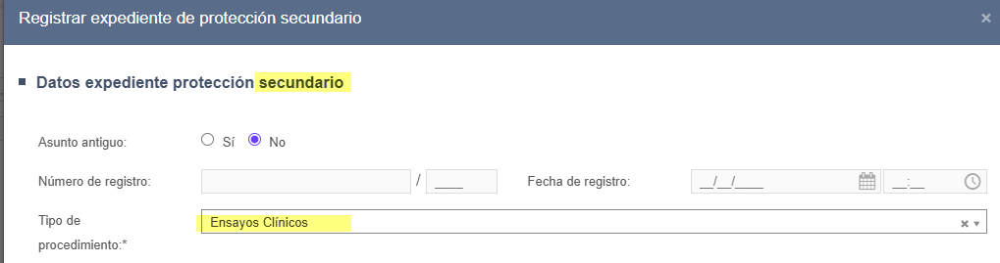 Registrar expediente de protección secundario
Datos expediente protección secundario
Asunto antiguo: Sí No
Número de registro: / ____ Fecha de registro: __/__/____ __:__
Tipo de
procedimiento:* Ensayos Clínicos